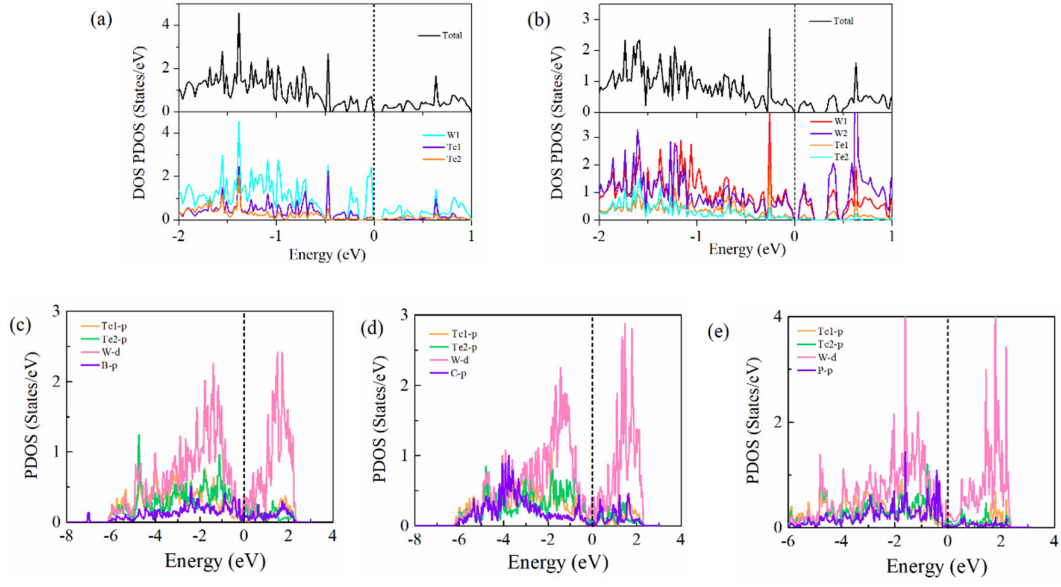 (a)
(b)
DOS PDOS (States/eV)
4
2
0
Total
4
2
0
W1
Te1
Te2
-2
-1
0
1
Energy (eV)
DOS PDOS (States/eV)
3
2
1
0
Total
3
2
1
0
W1
W2
Te1
Te2
-2
-1
0
1
Energy (eV)
(c)
PDOS (States/eV)
3
2
1
0
Te1-p
Te2-p
W-d
B-p
-8
-6
-4
-2
0
2
4
Energy (eV)
(d)
PDOS (States/eV)
3
2
1
0
Te1-p
Te2-p
W-d
C-p
-8
-6
-4
-2
0
2
4
Energy (eV)
(e)
PDOS (States/eV)
4
2
0
Te1-p
Te2-p
W-d
P-p
-6
-4
-2
0
2
4
Energy (eV)